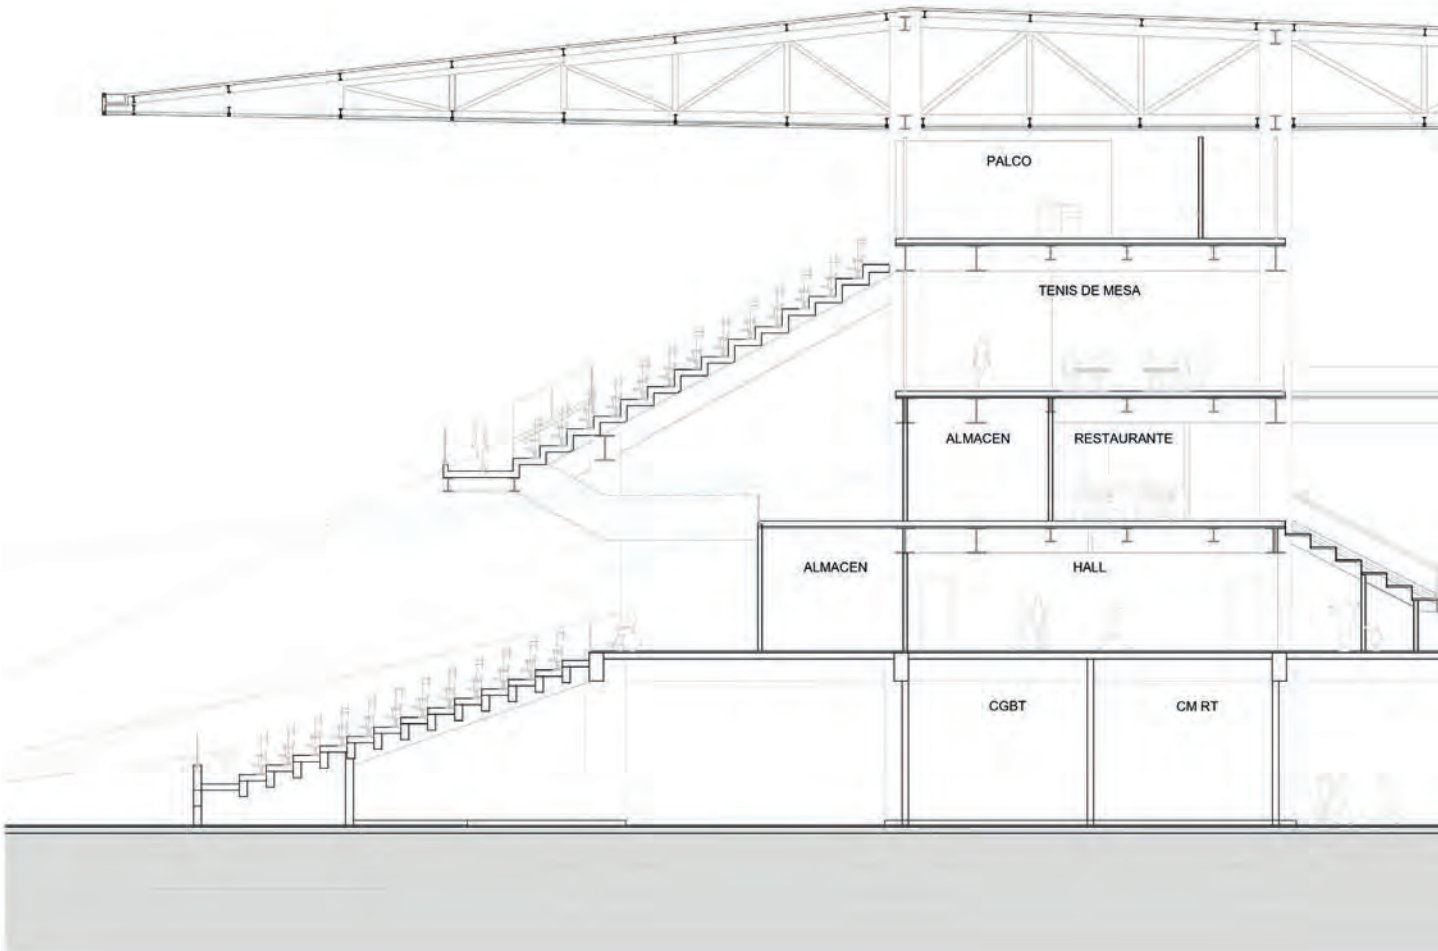 PALCO
TENIS DE MESA
ALMACEN
RESTAURANTE
ALMACEN
HALL
CGBT
CM RT